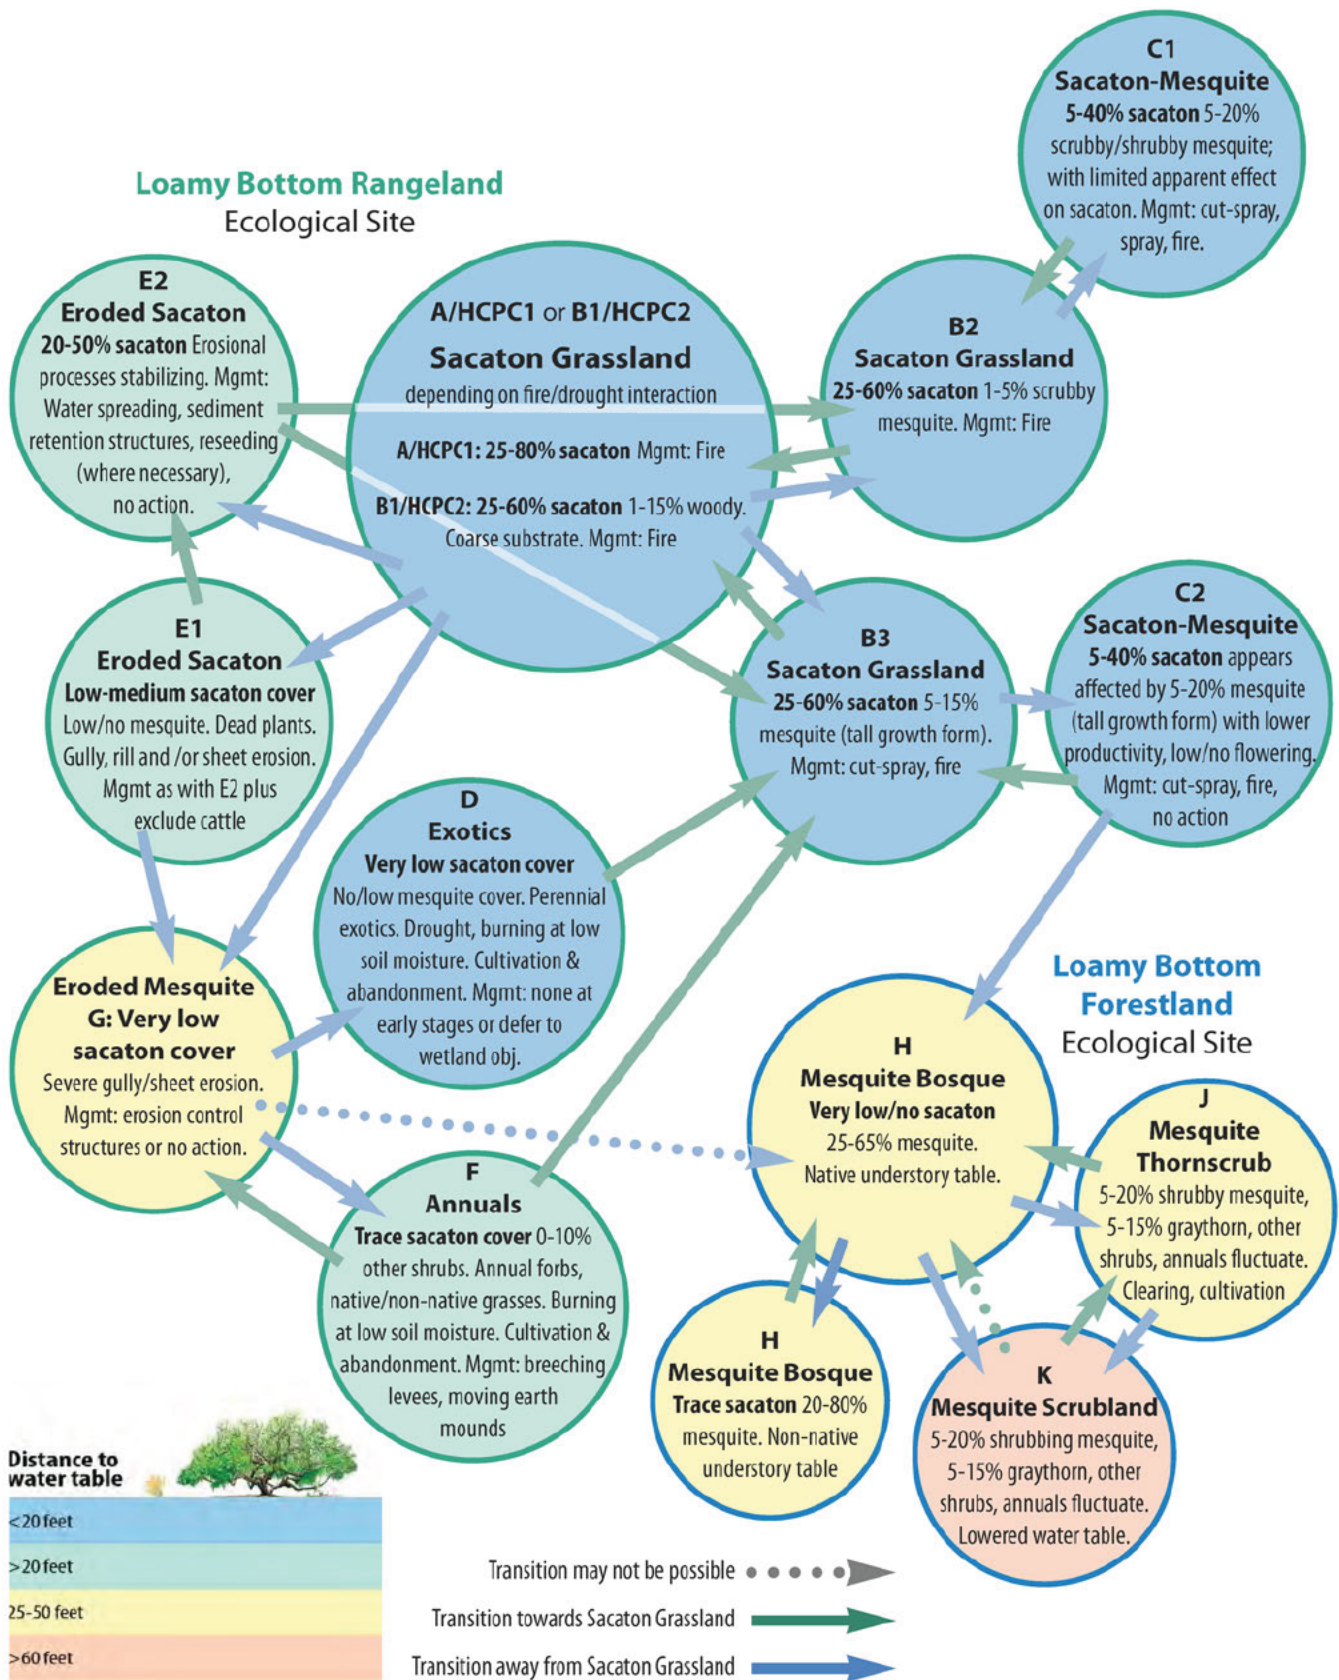 C1
Sacaton-Mesquite
5-40% sacaton 5-20%
scrubby/shrubby mesquite;
with limited apparent effect
on sacaton. Mgmt: cut-spray,
spray, fire.
Loamy Bottom Rangeland
Ecological Site
E2
Eroded Sacaton
20-50% sacaton Erosional
processes stabilizing. Mgmt:
Water spreading, sediment
retention structures, reseeding
(where necessary),
no action.
A/HCPC1 or B1/HCPC2
Sacaton Grassland
depending on fire/drought interaction
A/HCPC1: 25-80% sacaton Mgmt: Fire
B1/HCPC2: 25-60% sacaton 1-15% woody.
Coarse substrate. Mgmt: Fire
B2
Sacaton Grassland
25-60% sacaton 1-5% scrubby
mesquite. Mgmt: Fire
E1
Eroded Sacaton
Low-medium sacaton cover
Low/no mesquite. Dead plants.
Gully, rill and /or sheet erosion.
Mgmt as with E2 plus
exclude cattle
B3
Sacaton Grassland
25-60% sacaton 5-15%
mesquite (tall growth form).
Mgmt: cut-spray, fire
C2
Sacaton-Mesquite
5-40% sacaton appears
affected by 5-20% mesquite
(tall growth form) with lower
productivity, low/no flowering.
Mgmt: cut-spray, fire,
no action
D
Exotics
Very low sacaton cover
No/low mesquite cover. Perennial
exotics. Drought, burning at low
soil moisture. Cultivation &
abandonment. Mgmt: none at
early stages or defer to
wetland obj.
Eroded Mesquite
G: Very low
sacaton cover
Severe gully/sheet erosion.
Mgmt: erosion control
structures or no action.
Loamy Bottom
Forestland
Ecological Site
H
Mesquite Bosque
Very low/no sacaton
25-65% mesquite.
Native understory table.
J
Mesquite
Thornscrub
5-20% shrubby mesquite,
5-15% graythorn, other
shrubs, annuals fluctuate.
Clearing, cultivation
F
Annuals
Trace sacaton cover 0-10%
other shrubs. Annual forbs,
native/non-native grasses. Burning
at low soil moisture. Cultivation &
abandonment. Mgmt: breeching
levees, moving earth
mounds
H
Mesquite Bosque
Trace sacaton 20-80%
mesquite. Non-native
understory table
K
Mesquite Scrubland
5-20% shrubbing mesquite,
5-15% graythorn, other
shrubs, annuals fluctuate.
Lowered water table.
Distance to
water table
<20 feet
>20 feet
25-50 feet
>60 feet
Transition may not be possible
Transition towards Sacaton Grassland
Transition away from Sacaton Grassland